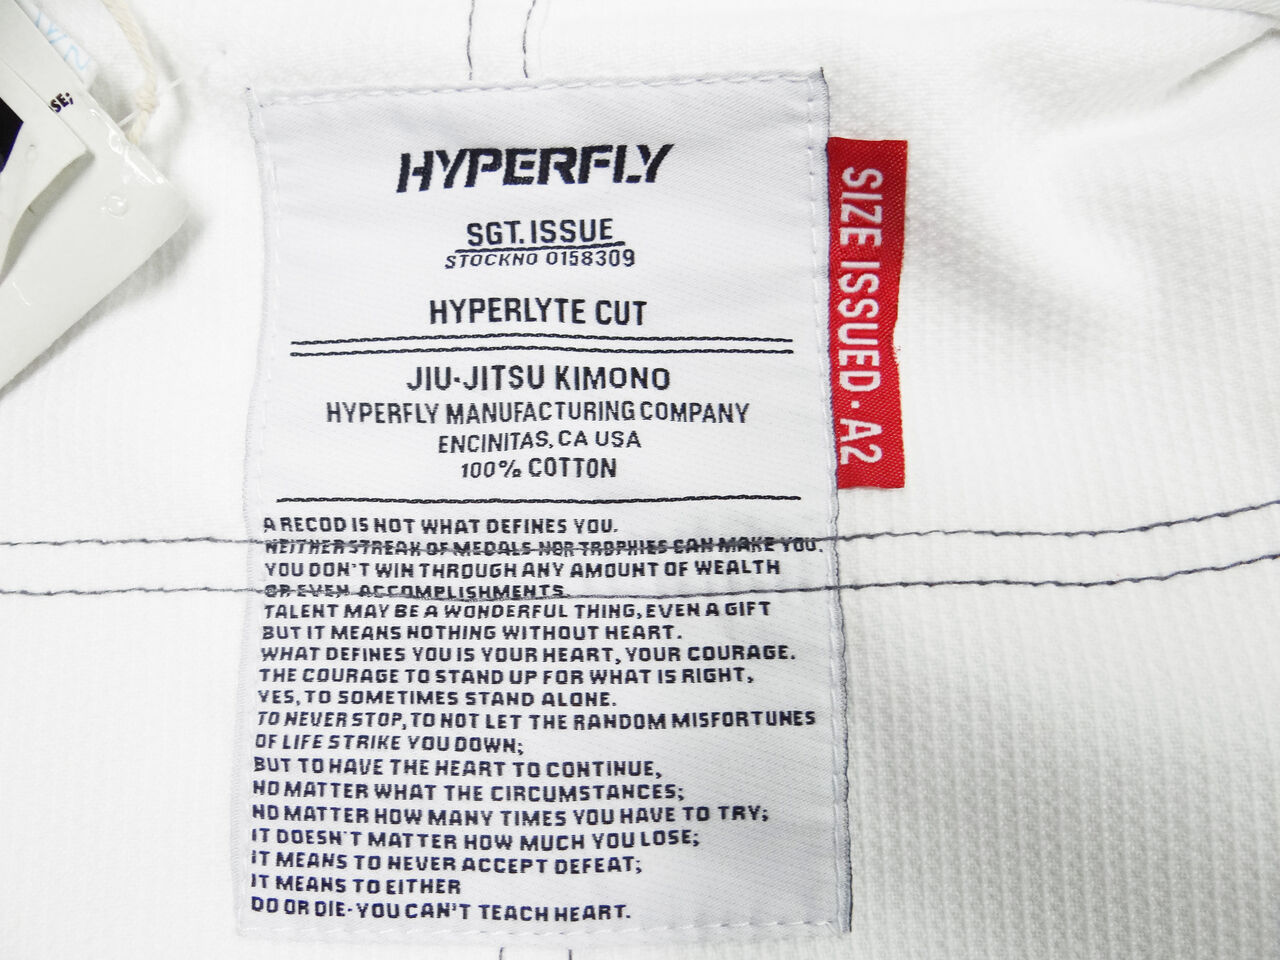 SE;
HYPERFLY
SGT. ISSUE
STOCKNO 0158309
HYPERLYTE CUT
JIU-JITSU KIMONO
HYPERFLY MANUFACTURING COMPANY
ENCINITAS, CA USA
100% COTTON
A RECOD IS NOT WHAT DEFINES YOU.
NEITHER STREAK OF MEDALS NOR TROPHIES CAN MAKE YOU.
YOU DON'T WIN THROUGH ANY AMOUNT OF WEALTH
OR EVEN ACCOMPLISHMENTS.
TALENT MAY BE A WONDERFUL THING, EVEN A GIFT
BUT IT MEANS NOTHING WITHOUT HEART.
WHAT DEFINES YOU IS YOUR HEART, YOUR COURAGE.
THE COURAGE TO STAND UP FOR WHAT IS RIGHT,
YES, TO SOMETIMES STAND ALONE.
TO NEVER STOP, TO NOT LET THE RANDOM MISFORTUNES
OF LIFE STRIKE YOU DOWN;
BUT TO HAVE THE HEART TO CONTINUE,
NO MATTER WHAT THE CIRCUMSTANCES;
NO MATTER HOW MANY TIMES YOU HAVE TO TRY;
IT DOESN'T MATTER HOW MUCH YOU LOSE;
IT MEANS TO NEVER ACCEPT DEFEAT;
IT MEANS TO EITHER
DO OR DIE-YOU CAN'T TEACH HEART.
SIZE ISSUED · A2